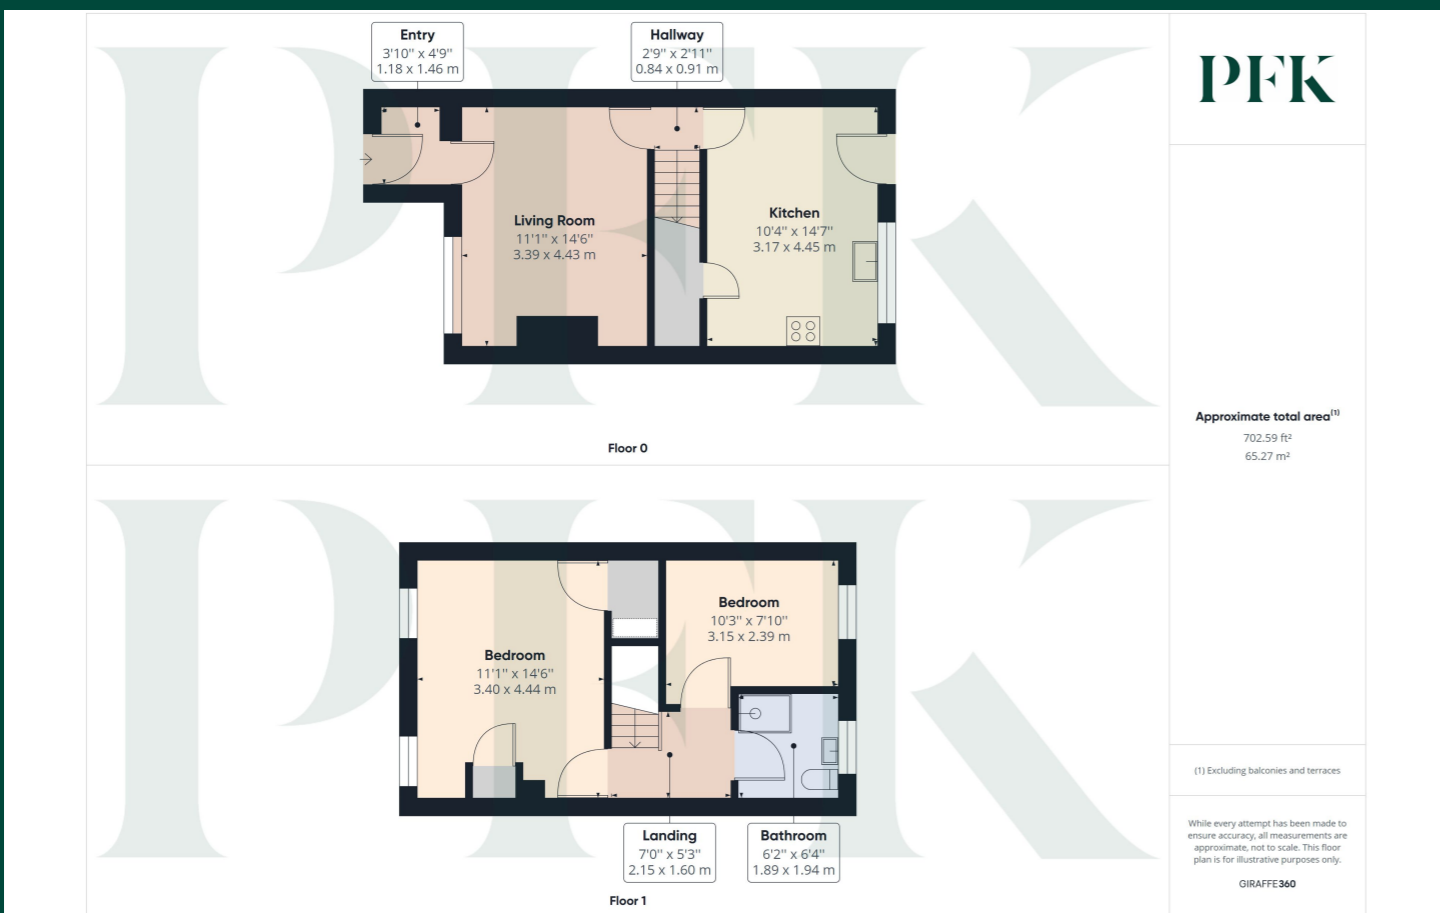 Entry
3'10'' x 4'9''
1.18 x 1.46 m
Hallway
2'9'' x 2'11''
0.84 x 0.91 m
Living Room
11'1'' x 14'6''
3.39 x 4.43 m
Kitchen
10'4'' x 14'7''
3.17 x 4.45 m
Floor 0
PFK
Bedroom
11'1'' x 14'6''
3.40 x 4.44 m
Bedroom
10'3'' x 7'10''
3.15 x 2.39 m
Landing
7'0'' x 5'3''
2.15 x 1.60 m
Bathroom
6'2'' x 6'4''
1.89 x 1.94 m
Floor 1
PFK
PFK
Approximate total area(1)
702.59 ft²
65.27 m²
(1) Excluding balconies and terraces
While every attempt has been made to
ensure accuracy, all measurements are
approximate, not to scale. This floor
plan is for illustrative purposes only.
GIRAFFE360